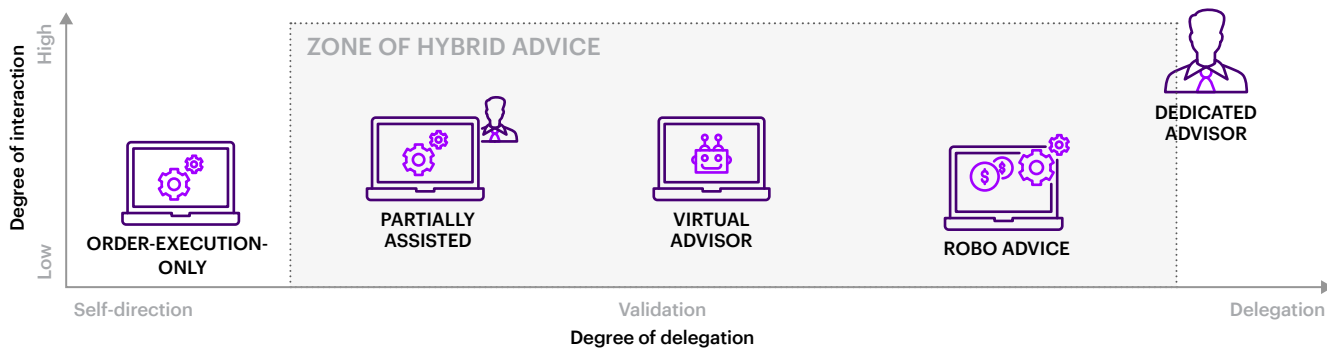 Degree of interaction
High
Low
ZONE OF HYBRID ADVICE
ORDER-EXECUTION-
ONLY
PARTIALLY
ASSISTED
VIRTUAL
ADVISOR
$
$
ROBO ADVICE
DEDICATED
ADVISOR
Self-direction
Validation
Delegation
Degree of delegation